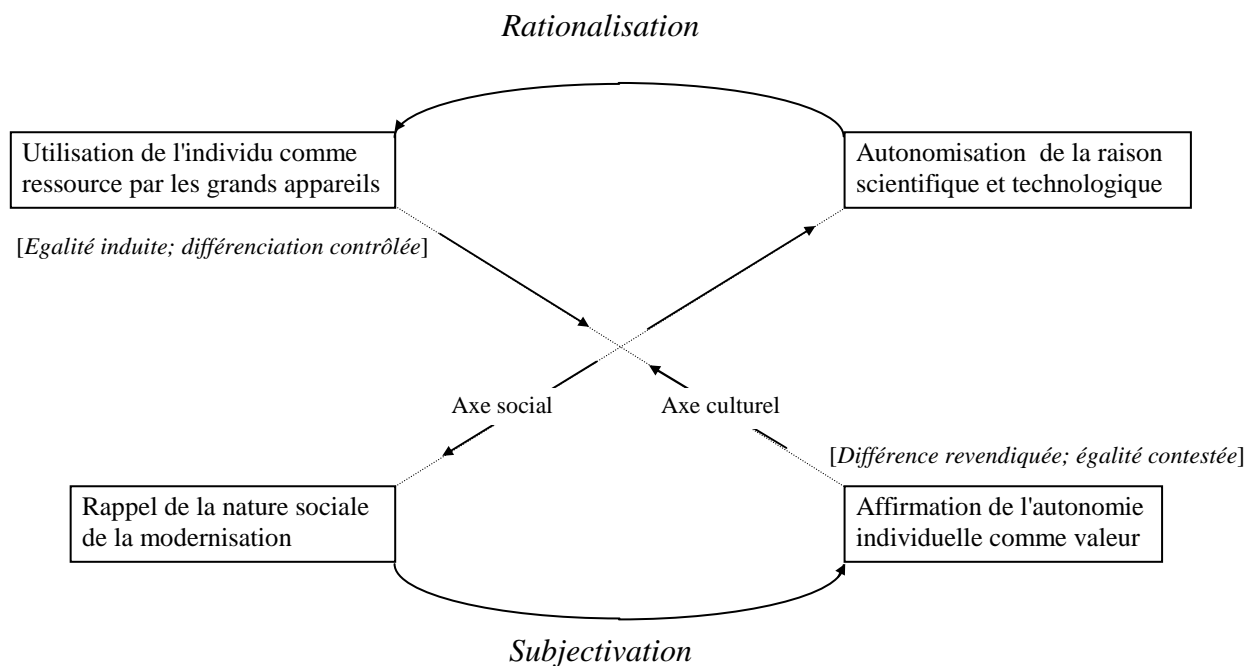 Rationalisation
Utilisation de l'individu comme
ressource par les grands appareils
Autonomisation de la raison
scientifique et technologique
[Egalité induite; différenciation contrôlée]
Axe social
Axe culturel
[Différence revendiquée; égalité contestée]
Rappel de la nature sociale
de la modernisation
Affirmation de l'autonomie
individuelle comme valeur
Subjectivation